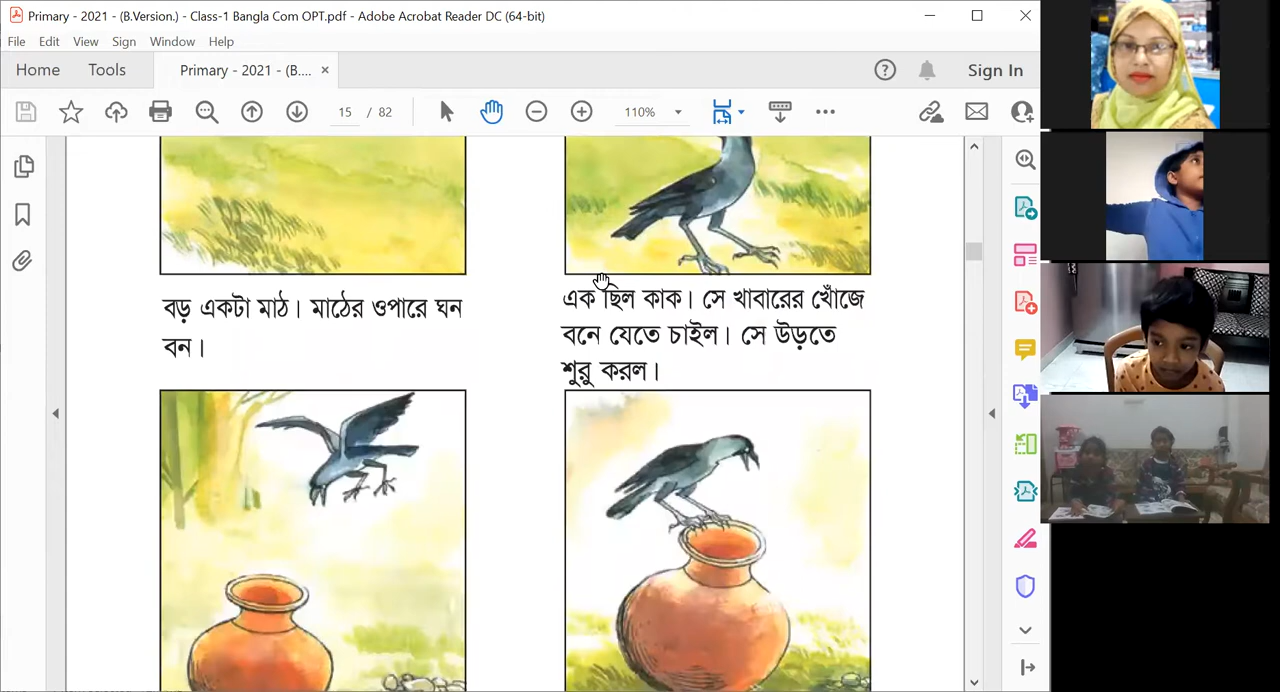 Primary - 2021 - (B.Version.) - Class-1 Bangla Com OPT.pdf - Adobe Acrobat Reader DC (64-bit)
File Edit View Sign Window Help
Home Tools Primary - 2021 - (B.... × Sign In
15 / 82 110%
বড় একটা মাঠ। মাঠের ওপারে ঘন
বন।
এক ছিল কাক। সে খাবারের খোঁজে
বনে যেতে চাইল। সে উড়তে
শুরু করল।